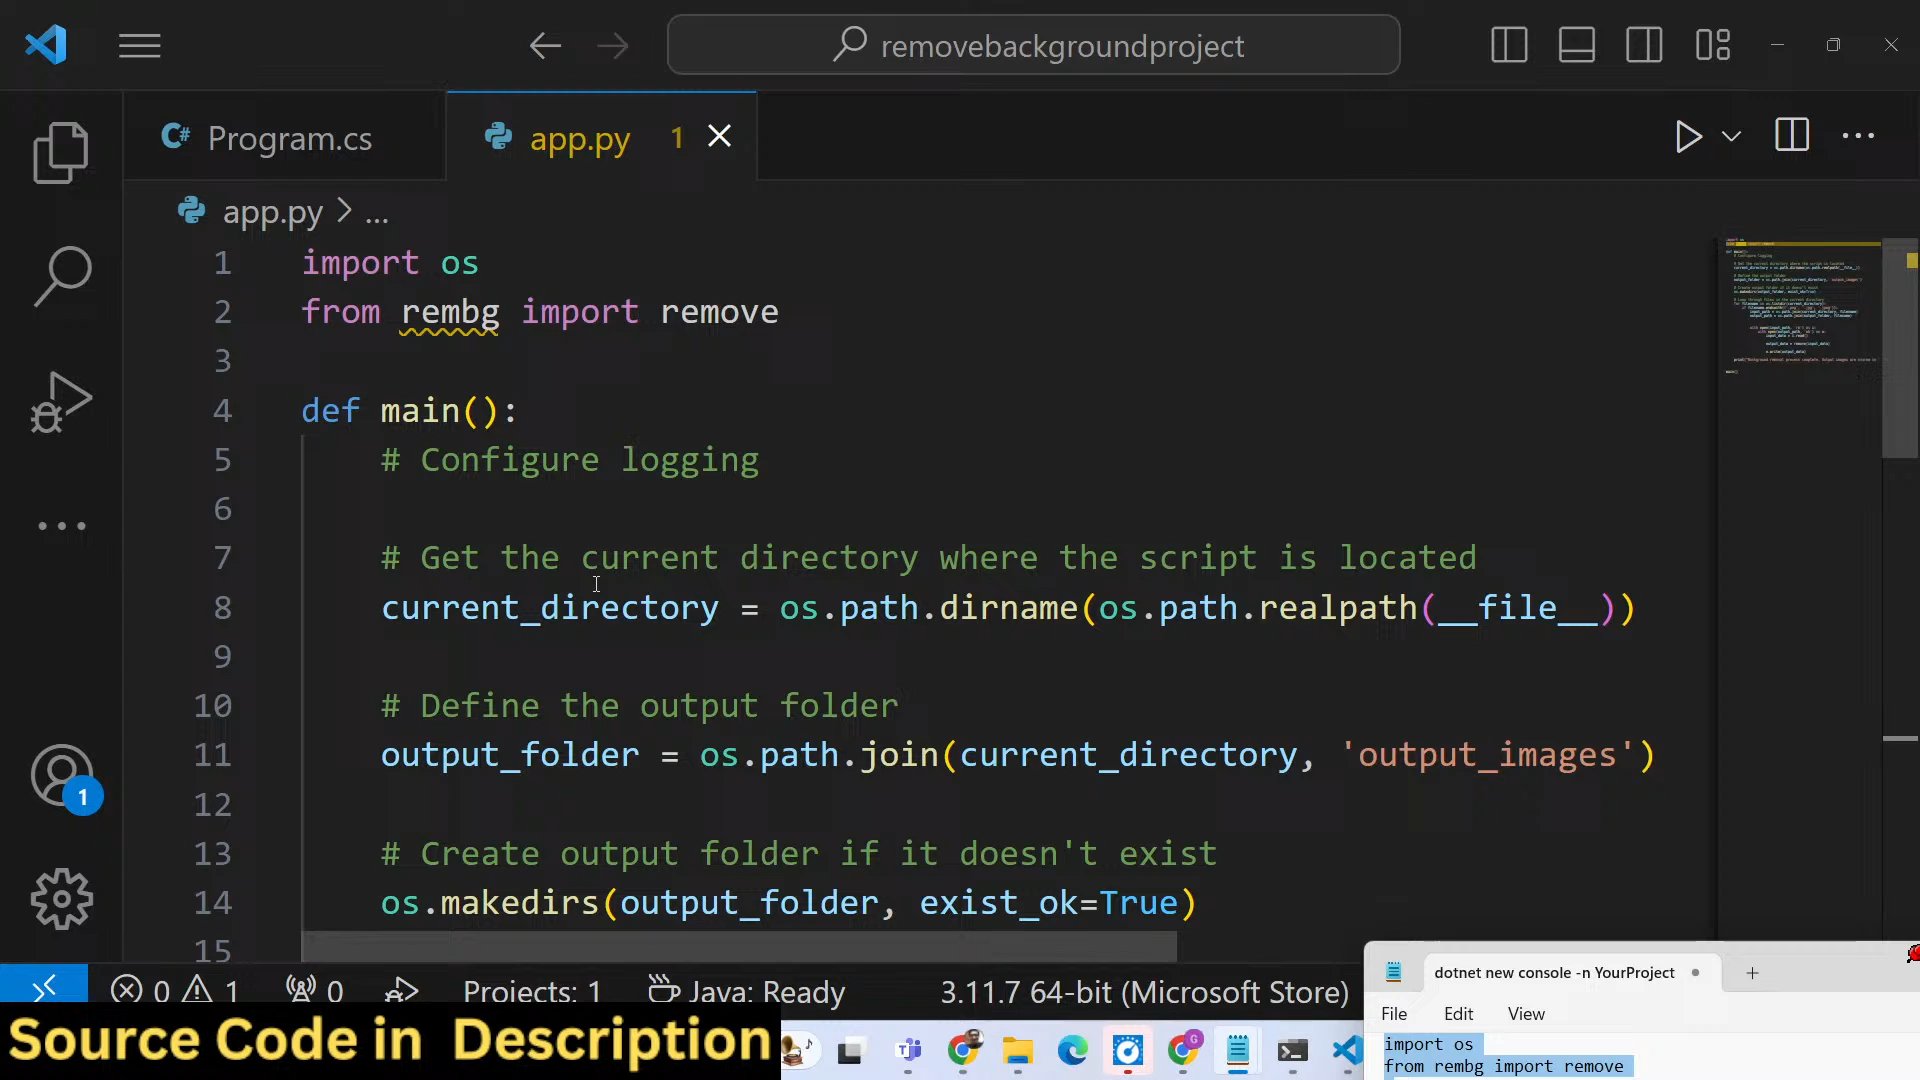 removebackgroundproject
Program.cs
app.py 1
app.py > ...
1 import os
2 from rembg import remove
3
4 def main():
5 # Configure logging
6
7 # Get the current directory where the script is located
8 current_directory = os.path.dirname(os.path.realpath(__file__))
9
10 # Define the output folder
11 output_folder = os.path.join(current_directory, 'output_images')
12
13 # Create output folder if it doesn't exist
14 os.makedirs(output_folder, exist_ok=True)
15
1
0 1 0 Projects: 1 Java: Ready 3.11.7 64-bit (Microsoft Store)
dotnet new console -n YourProject
File Edit View
import os
from rembg import remove
Source Code in Description